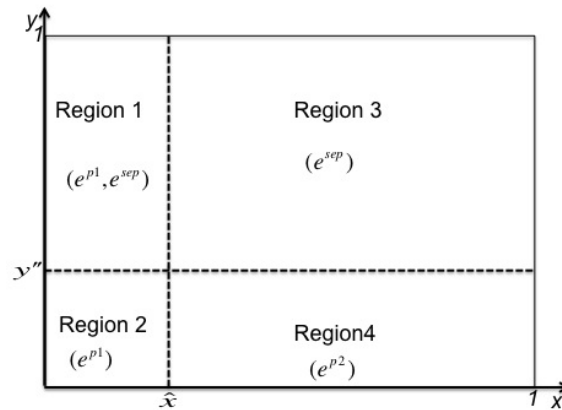 y
1
Region 1
Region 3
(e^{p1}, e^{sep})
(e^{sep})
y″
Region 2
Region4
(e^{p1})
(e^{p2})
x̂
1
x